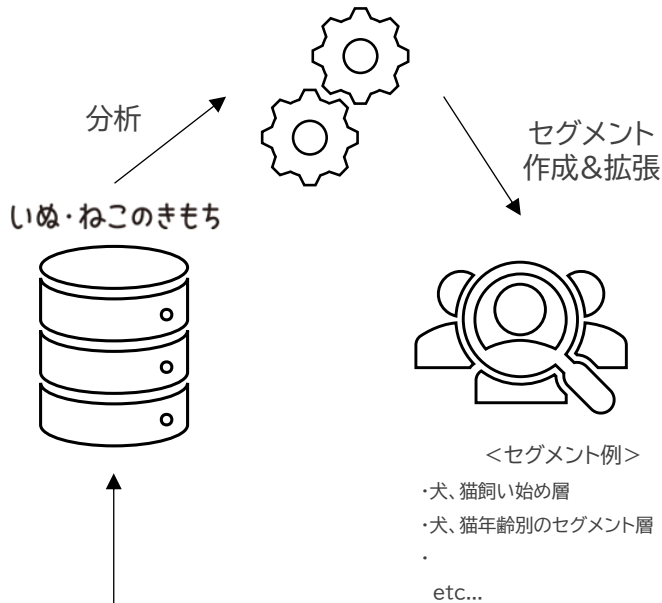 分析
セグメント
作成&拡張
いぬ・ねこのきもち
＜セグメント例＞
・犬、猫飼い始め層
・犬、猫年齢別のセグメント層
・
etc...